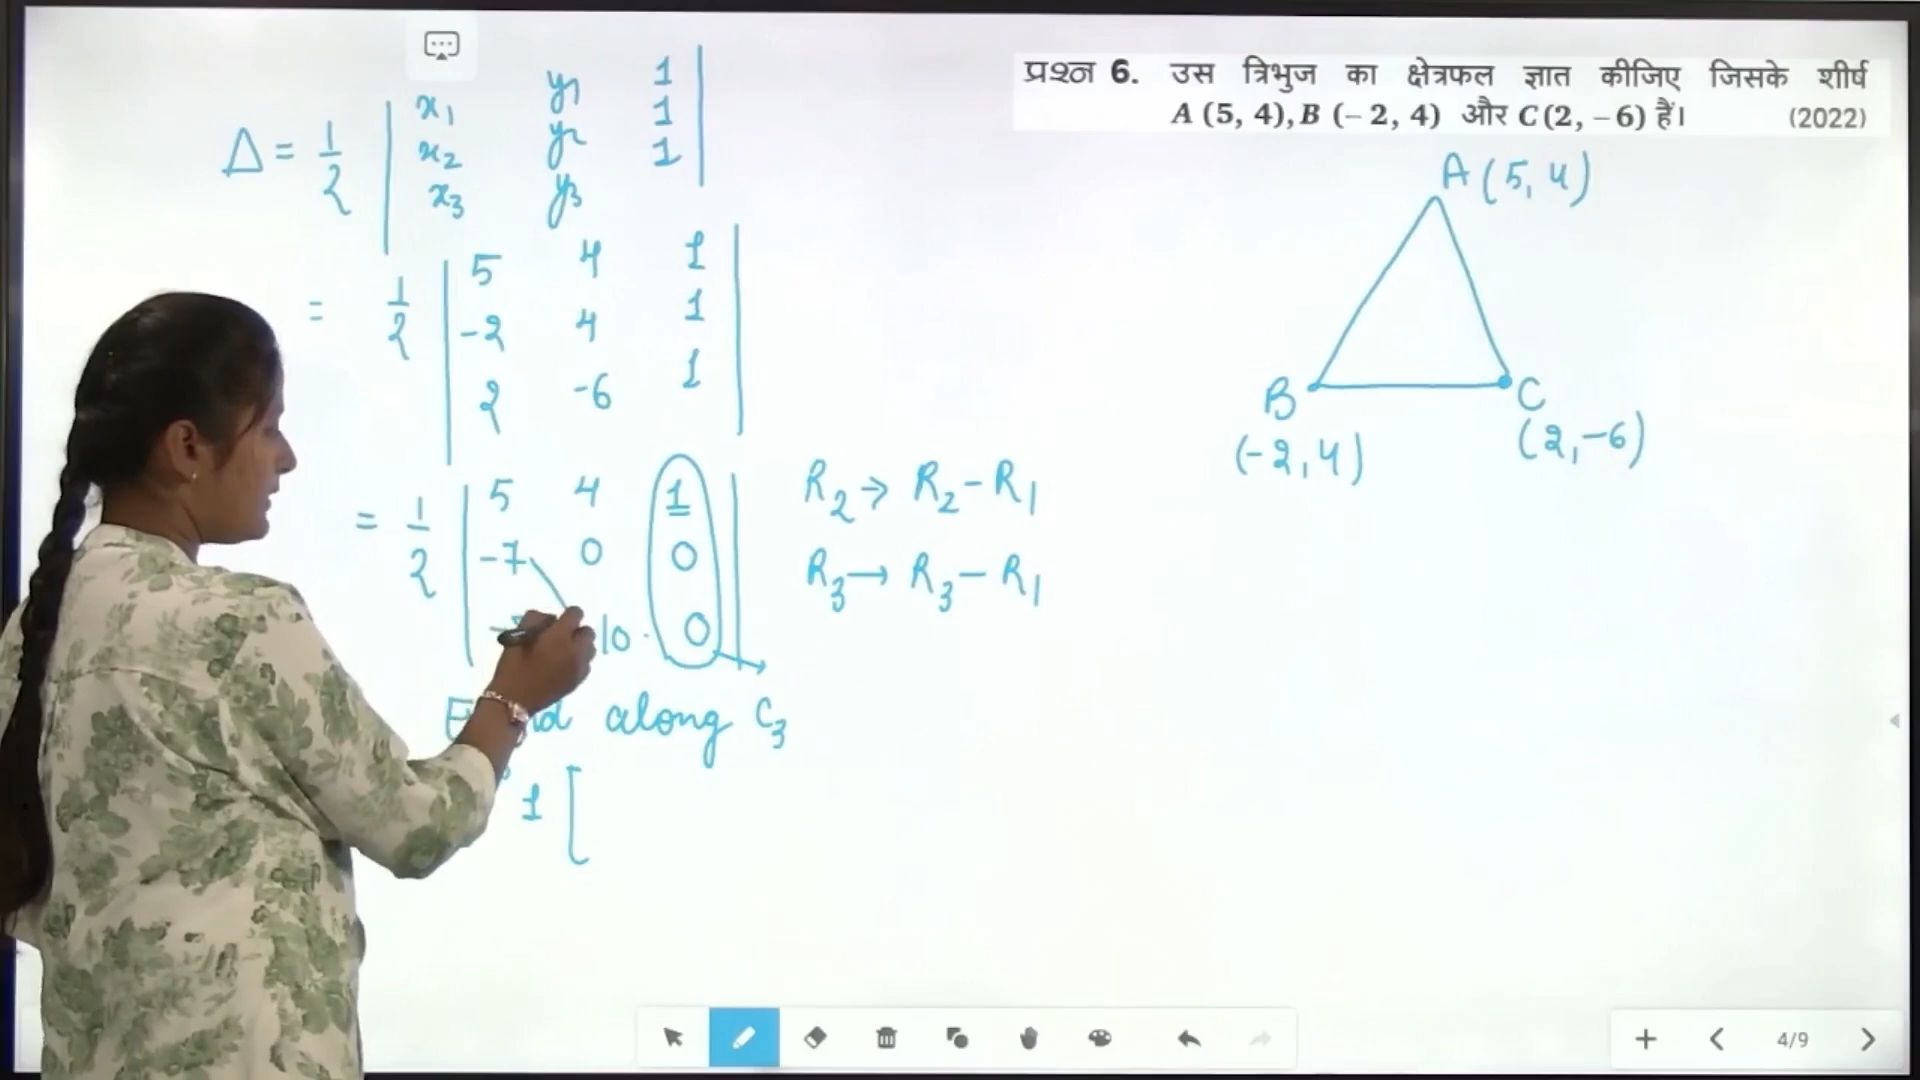 प्रश्न 6. उस त्रिभुज का क्षेत्रफल ज्ञात कीजिए जिसके शीर्ष
A (5, 4), B (– 2, 4) और C (2, – 6) हैं। (2022)
Δ = 1/2 | x1 y1 1
x2 y2 1
x3 y3 1 |
= 1/2 | 5 4 1
-2 4 1
2 -6 1 |
= 1/2 | 5 4 1
-7 0 0
10 0 |
R2 → R2 - R1
R3 → R3 - R1
along C3
1 [
A (5, 4)
B
(-2, 4)
C
(2, -6)
4/9